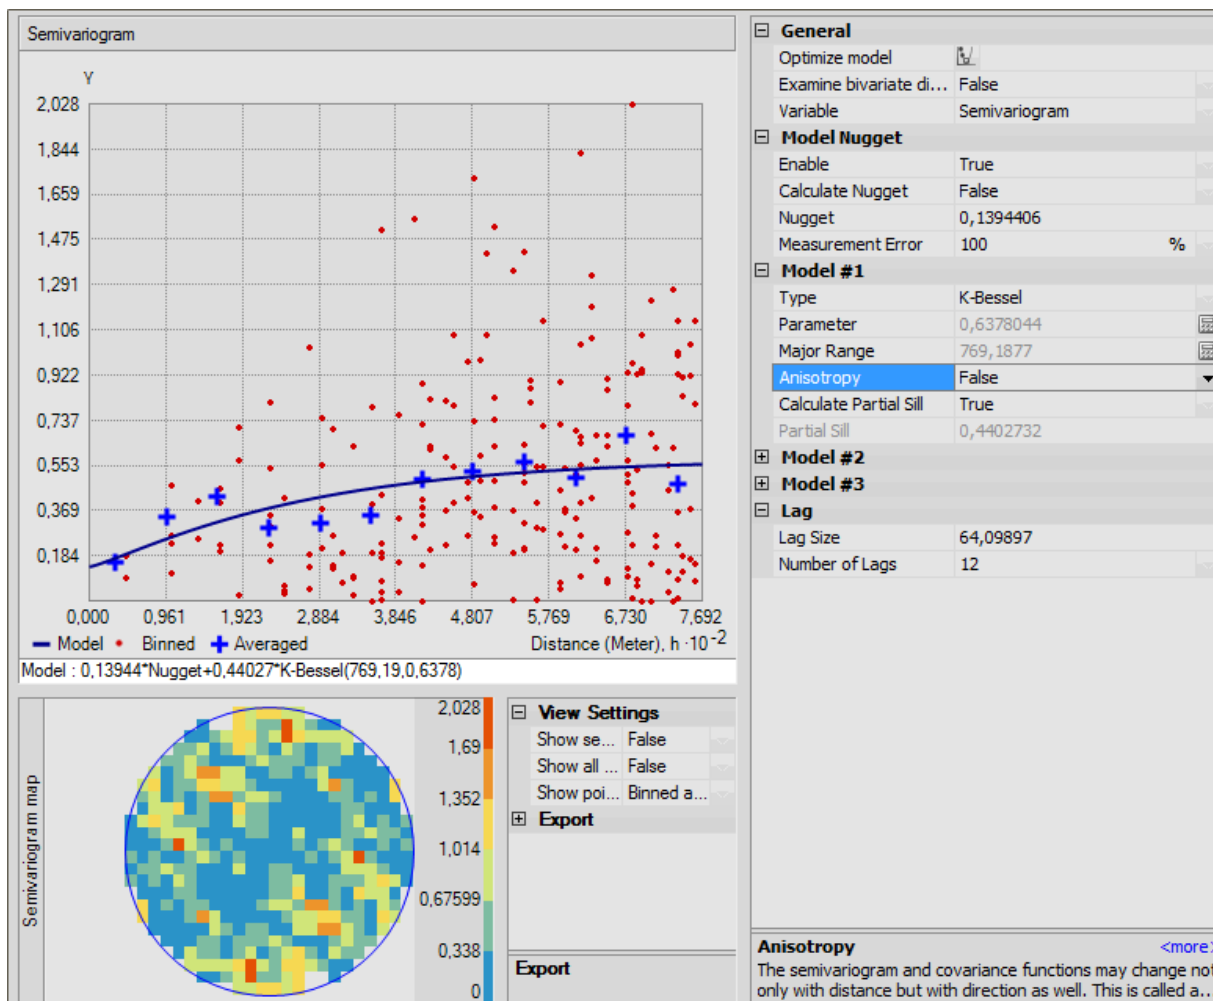 Semivariogram
γ
2,028
1,844
1,659
1,475
1,291
1,106
0,922
0,737
0,553
0,369
0,184
0,000 0,961 1,923 2,884 3,846 4,807 5,769 6,730 7,692
Model Binned Averaged Distance (Meter), h ·10-2
Model : 0,13944*Nugget+0,44027*K-Bessel(769,19,0,6378)
Semivariogram map
2,028
1,69
1,352
1,014
0,67599
0,338
0
View Settings
Show se... False
Show all ... False
Show poi... Binned a...
Export
Export
General
Optimize model
Examine bivariate di... False
Variable Semivariogram
Model Nugget
Enable True
Calculate Nugget False
Nugget 0,1394406
Measurement Error 100 %
Model #1
Type K-Bessel
Parameter 0,6378044
Major Range 769,1877
Anisotropy False
Calculate Partial Sill True
Partial Sill 0,4402732
Model #2
Model #3
Lag
Lag Size 64,09897
Number of Lags 12
Anisotropy <more>
The semivariogram and covariance functions may change not
only with distance but with direction as well. This is called a...